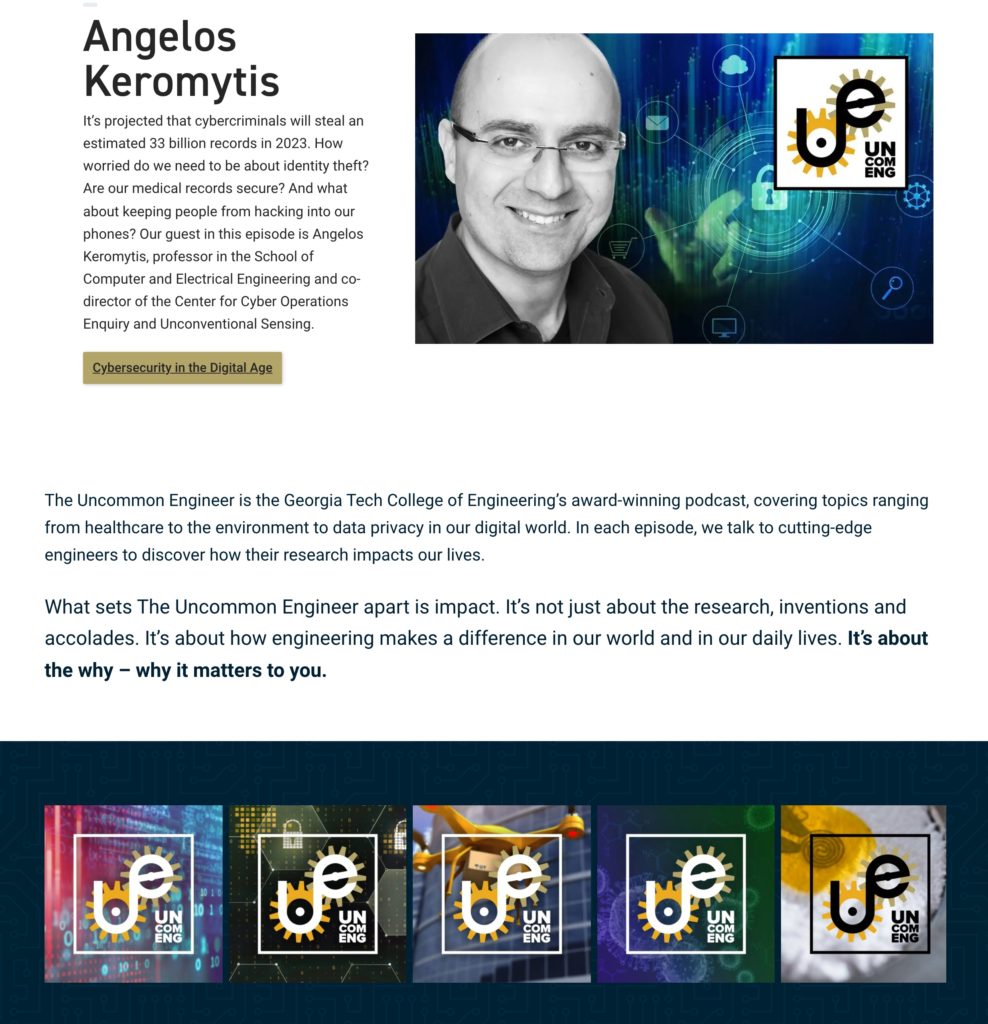 Angelos
Keromytis
It’s projected that cybercriminals will steal an
estimated 33 billion records in 2023. How
worried do we need to be about identity theft?
Are our medical records secure? And what
about keeping people from hacking into our
phones? Our guest in this episode is Angelos
Keromytis, professor in the School of
Computer and Electrical Engineering and co-
director of the Center for Cyber Operations
Enquiry and Unconventional Sensing.
Cybersecurity in the Digital Age
ue
UN
COM
ENG
The Uncommon Engineer is the Georgia Tech College of Engineering’s award-winning podcast, covering topics ranging
from healthcare to the environment to data privacy in our digital world. In each episode, we talk to cutting-edge
engineers to discover how their research impacts our lives.
What sets The Uncommon Engineer apart is impact. It’s not just about the research, inventions and
accolades. It’s about how engineering makes a difference in our world and in our daily lives. It’s about
the why – why it matters to you.
ue
UN
COM
ENG
ue
UN
COM
ENG
ue
UN
COM
ENG
ue
UN
COM
ENG
ue
UN
COM
ENG